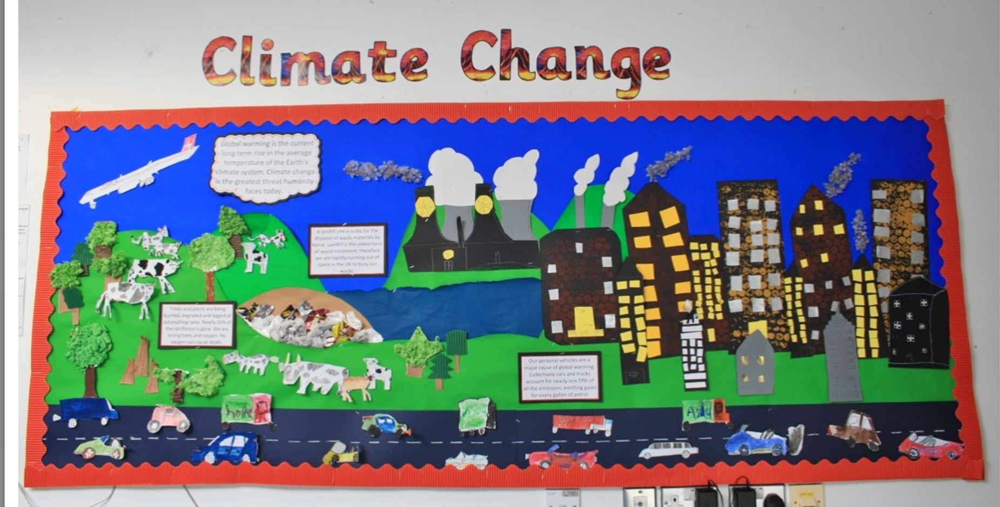 Climate Change
Global warming is the current
long term rise in the average
temperature of the Earth's
climate system. Climate change
is the greatest threat humanity
faces today.
A landfill site is a site for the
disposal of waste materials by
burial. Landfill is the oldest form
of waste treatment, therefore
we are rapidly running out of
space in the UK to bury our
waste.
Trees and plants are being
burned, degraded and logged at
astonishing rates. Nearly 25% of
the rainforest is gone. We are
losing trees and oxygen. No
oxygen can cause death.
Our personal vehicles are a
major cause of global warming
Collectively cars and trucks
account for nearly one fifth of
all the emissions, emitting gases
for every gallon of petrol